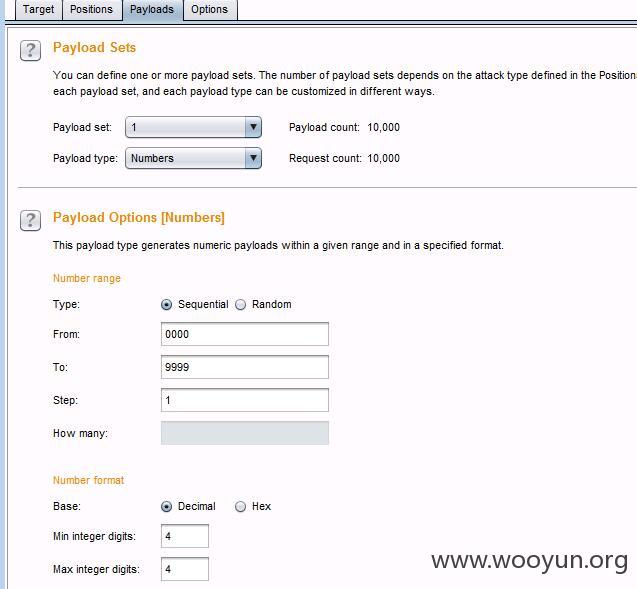 Target Positions Payloads Options
? Payload Sets
You can define one or more payload sets. The number of payload sets depends on the attack type defined in the Position
each payload set, and each payload type can be customized in different ways.
Payload set: 1 Payload count: 10,000
Payload type: Numbers Request count: 10,000
? Payload Options [Numbers]
This payload type generates numeric payloads within a given range and in a specified format.
Number range
Type: Sequential Random
From: 0000
To: 9999
Step: 1
How many:
Number format
Base: Decimal Hex
Min integer digits: 4
Max integer digits: 4
www.wooyun.org